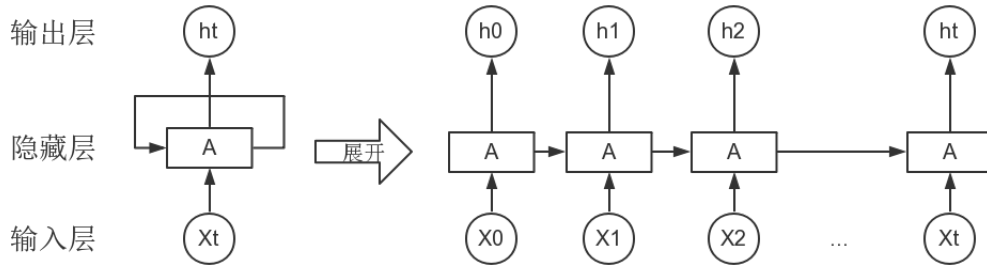 输出层 ht h0 h1 h2 ht
隐藏层 A 展开 A A A A
输入层 Xt X0 X1 X2 ... Xt